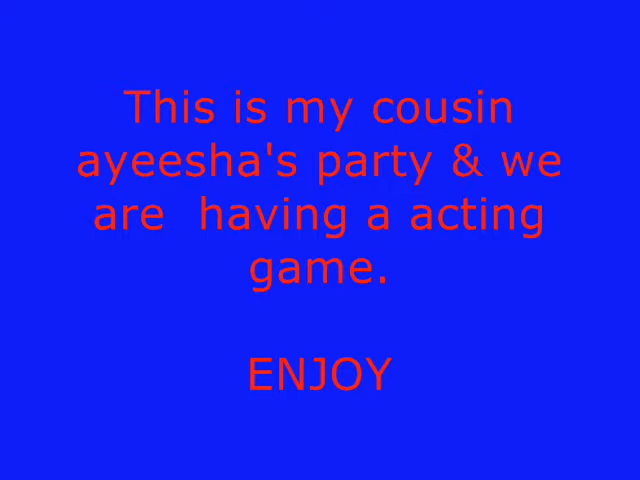 This is my cousin
ayeesha's party & we
are  having a acting
game.
ENJOY